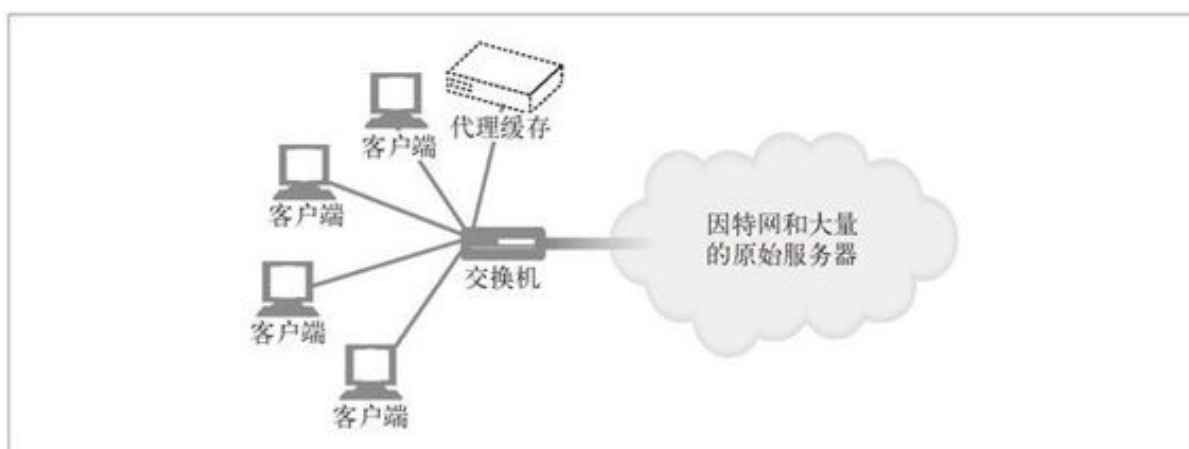 代理缓存
客户端
客户端
因特网和大量
的原始服务器
交换机
客户端
客户端